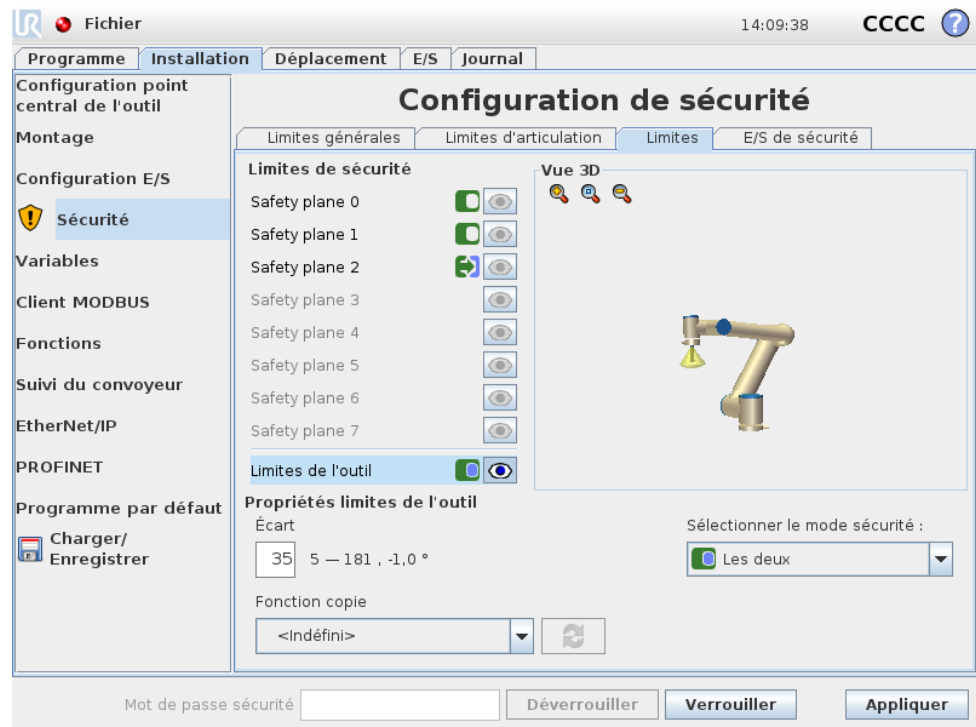 UR Fichier 14:09:38 CCCC ?
Programme Installation Déplacement E/S Journal
Configuration point
central de l'outil
Montage
Configuration E/S
Sécurité
Variables
Client MODBUS
Fonctions
Suivi du convoyeur
EtherNet/IP
PROFINET
Programme par défaut
Charger/
Enregistrer
Configuration de sécurité
Limites générales Limites d'articulation Limites E/S de sécurité
Limites de sécurité
Safety plane 0
Safety plane 1
Safety plane 2
Safety plane 3
Safety plane 4
Safety plane 5
Safety plane 6
Safety plane 7
Limites de l'outil
Vue 3D
Propriétés limites de l'outil
Écart
35 5 — 181 , -1,0 °
Fonction copie
<Indéfini>
Sélectionner le mode sécurité :
Les deux
Mot de passe sécurité Déverrouiller Verrouiller Appliquer